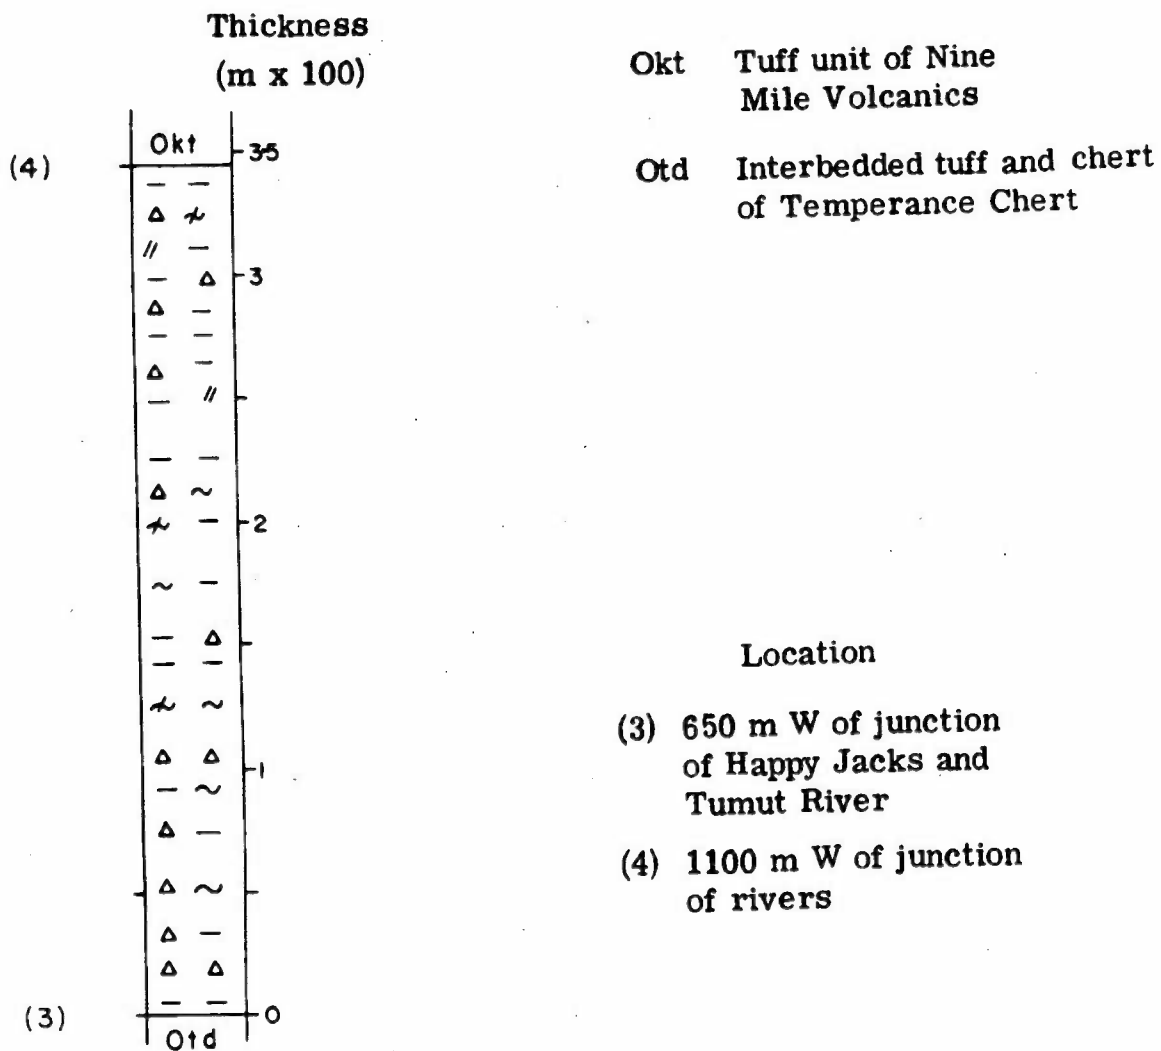 Thickness
(m x 100)
Okt Tuff unit of Nine
Mile Volcanics
Otd Interbedded tuff and chert
of Temperance Chert
Okt
(4)
3·5
3
2
1
0
(3)
Otd
Location
(3) 650 m W of junction
of Happy Jacks and
Tumut River
(4) 1100 m W of junction
of rivers